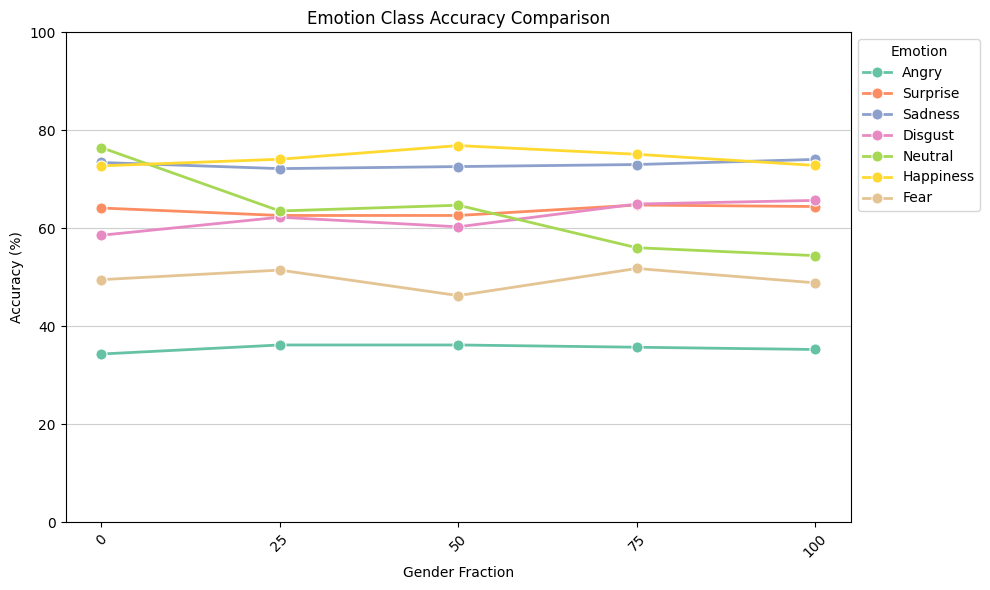 Emotion Class Accuracy Comparison
Accuracy (%)
100
80
60
40
20
0
0
25
50
75
100
Gender Fraction
Emotion
Angry
Surprise
Sadness
Disgust
Neutral
Happiness
Fear